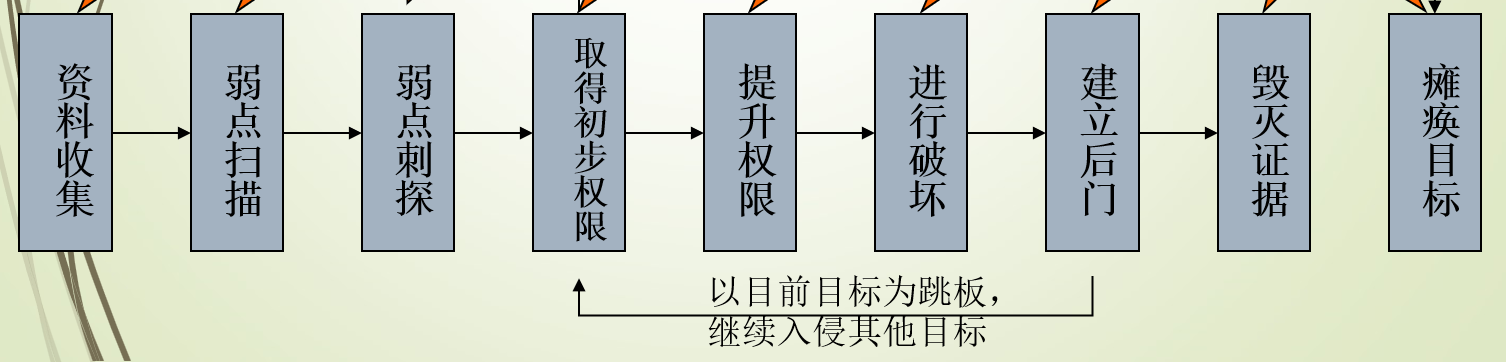 资料收集
弱点扫描
弱点刺探
取得初步权限
提升权限
进行破坏
建立后门
毁灭证据
瘫痪目标
以目前目标为跳板，
继续入侵其他目标